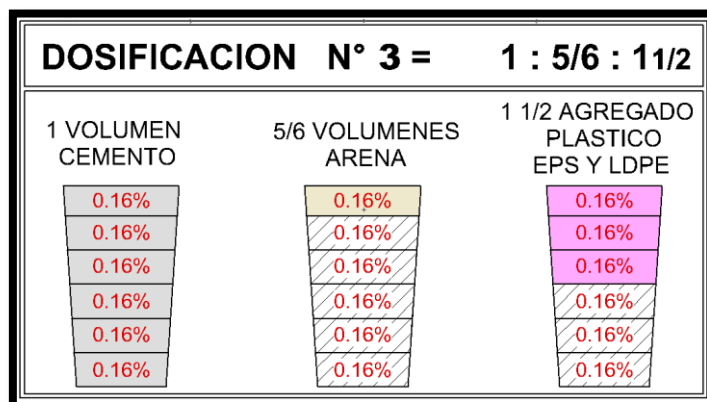 DOSIFICACION N° 3 = 1 : 5/6 : 1 1/2
1 VOLUMEN
CEMENTO
0.16%
0.16%
0.16%
0.16%
0.16%
0.16%
5/6 VOLUMENES
ARENA
0.16%
0.16%
0.16%
0.16%
0.16%
0.16%
1 1/2 AGREGADO
PLASTICO
EPS Y LDPE
0.16%
0.16%
0.16%
0.16%
0.16%
0.16%